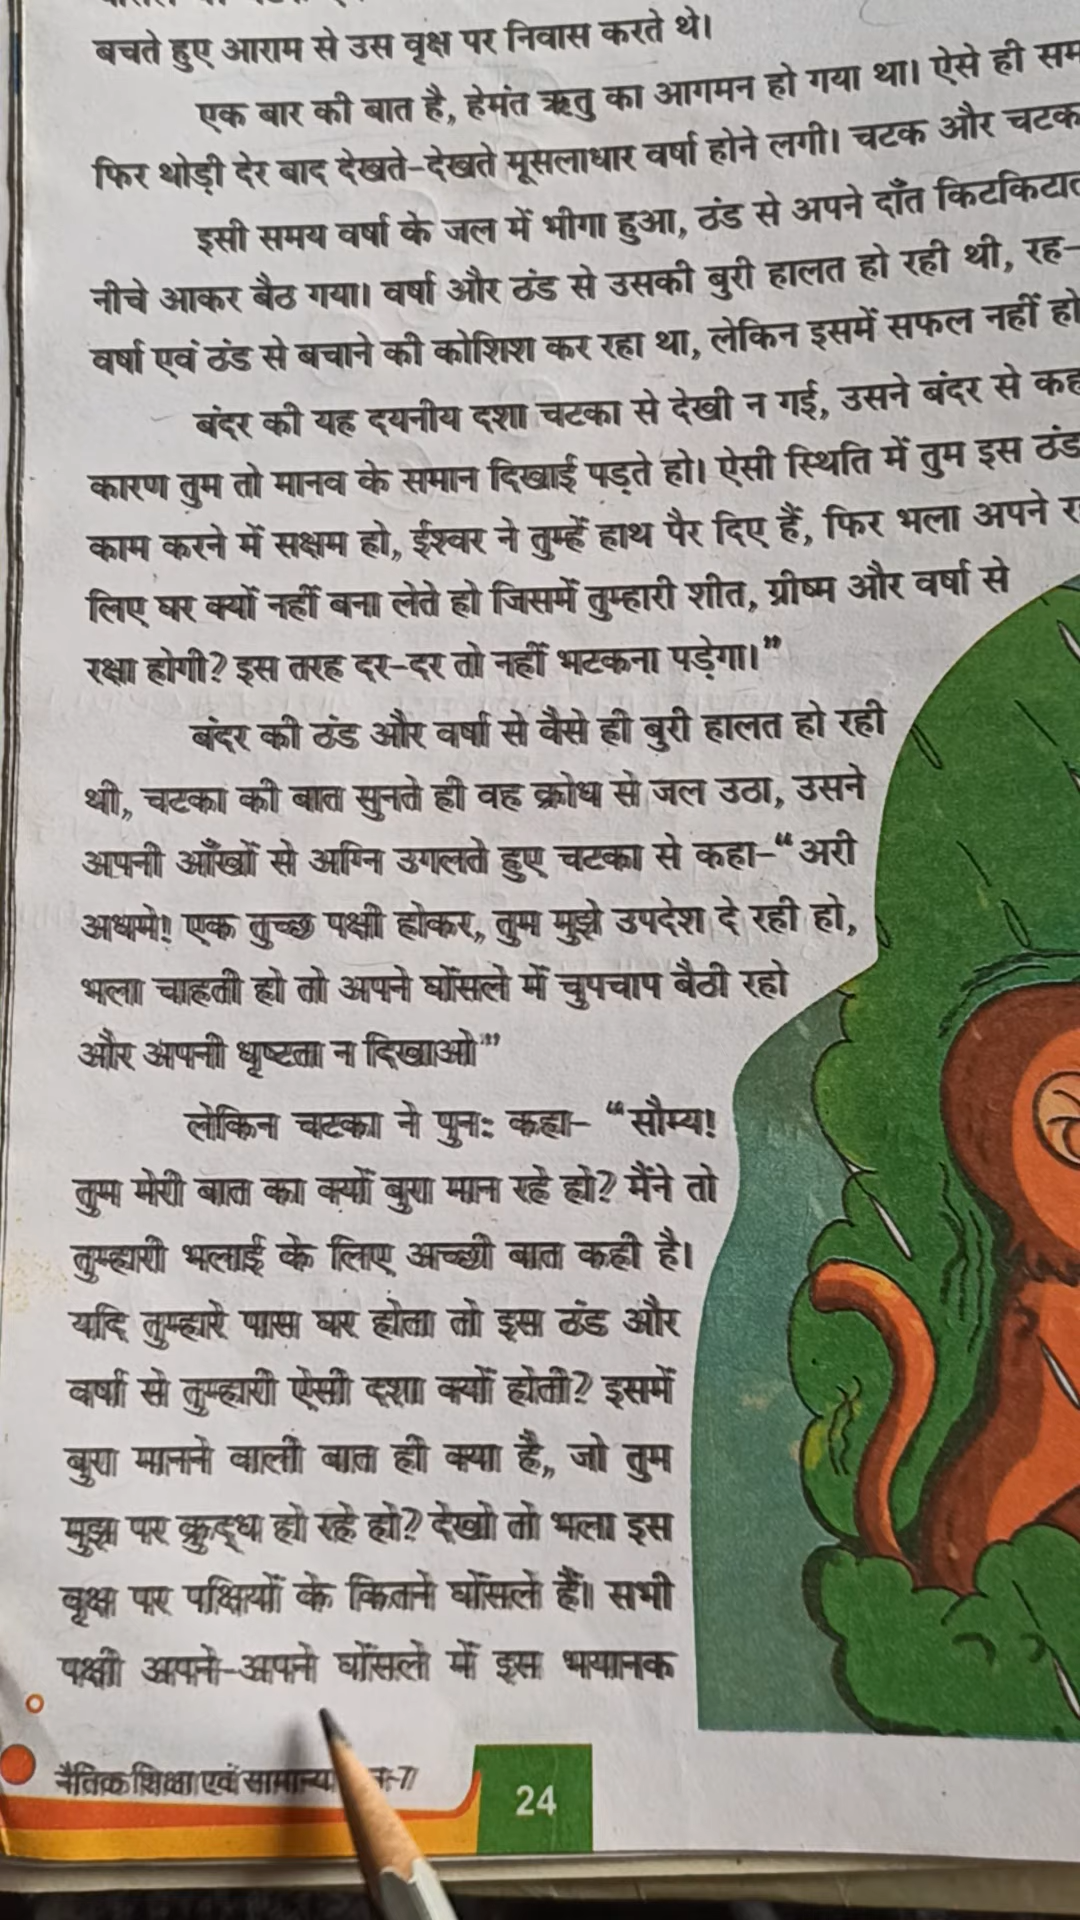 बचते हुए आराम से उस वृक्ष पर निवास करते थे।
एक बार की बात है, हेमंत ऋतु का आगमन हो गया था। ऐसे ही
फिर थोड़ी देर बाद देखते-देखते मूसलाधार वर्षा होने लगी। चटक और चटक
इसी समय वर्षा के जल में भीगा हुआ, ठंड से अपने दाँत
नीचे आकर बैठ गया। वर्षा और ठंड से उसकी बुरी हालत हो रही थी, रह-
वर्षा एवं ठंड से बचाने की कोशिश कर रहा था, लेकिन इसमें सफल नहीं हो
बंदर की यह दयनीय दशा चटका से देखी न गई, उसने बंदर से कह
कारण तुम तो मानव के समान दिखाई पड़ते हो। ऐसी स्थिति में तुम इस ठंड
काम करने में सक्षम हो, ईश्वर ने तुम्हें हाथ पैर दिए हैं, फिर भला अपने
लिए घर क्यों नहीं बना लेते हो जिसमें तुम्हारी शीत, ग्रीष्म और वर्षा से
रक्षा होगी? इस तरह दर-दर तो नहीं भटकना पड़ेगा।”
बंदर की ठंड और वर्षा से वैसे ही बुरी हालत हो रही
थी, चटका की बात सुनते ही वह क्रोध से जल उठा, उसने
अपनी आँखों से अग्नि उगलते हुए चटका से कहा-“अरी
अधमे! एक तुच्छ पक्षी होकर, तुम मुझे उपदेश दे रही हो,
भला चाहती हो तो अपने घोंसले में चुपचाप बैठी रहो
और अपनी धृष्टता न दिखाओ”
लेकिन चटका ने पुनः कहा- “सौम्य!
तुम मेरी बात का क्यों बुरा मान रहे हो? मैंने तो
तुम्हारी भलाई के लिए अच्छी बात कही है।
यदि तुम्हारे पास घर होता तो इस ठंड और
वर्षा से तुम्हारी ऐसी दशा क्यों होती? इसमें
बुरा मानने वाली बात ही क्या है, जो तुम
मुझ पर क्रुद्ध हो रहे हो? देखो तो भला इस
वृक्ष पर पक्षियों के कितने घोंसले हैं। सभी
पक्षी अपने-अपने घोंसले में इस भयानक
नैतिक शिक्षा एवं सामान्य
24